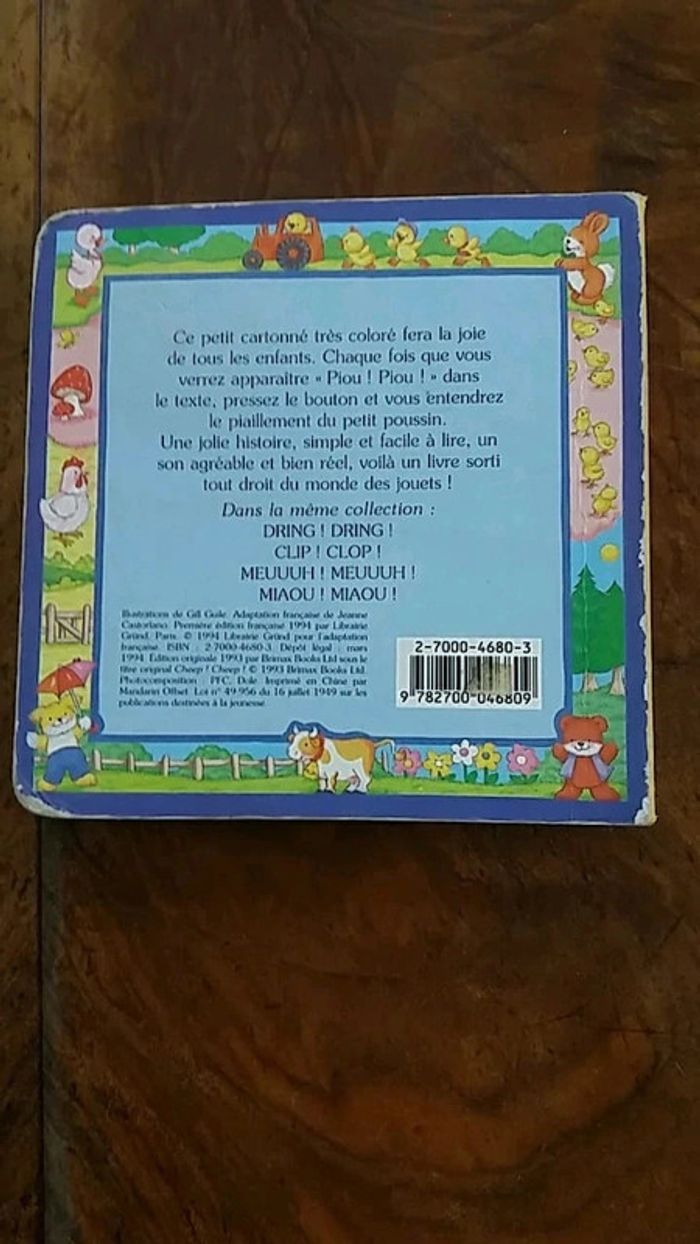 Ce petit cartonné très coloré fera la joie
de tous les enfants. Chaque fois que vous
verrez apparaître « Piou ! Piou ! » dans
le texte, pressez le bouton et vous entendrez
le piaillement du petit poussin.
Une jolie histoire, simple et facile à lire, un
son agréable et bien réel, voilà un livre sorti
tout droit du monde des jouets !
Dans la même collection :
DRING ! DRING !
CLIP ! CLOP !
MEUUUH ! MEUUUH !
MIAOU ! MIAOU !
Illustrations de Gill Guile. Adaptation française de Jeanne
Castoriano. Première édition française 1994 par Librairie
Gründ, Paris. © 1994 Librairie Gründ pour l'adaptation
française. ISBN : 2-7000-4680-3. Dépôt légal : mars
1994. Édition originale 1993 par Brimax Books Ltd sous le
titre original Cheep ! Cheep ! © 1993 Brimax Books Ltd.
Photocomposition : PFC, Dole. Imprimé en Chine par
Mandarin Offset. Loi n° 49-956 du 16 juillet 1949 sur les
publications destinées à la jeunesse.
2-7000-4680-3
9 782700 046809